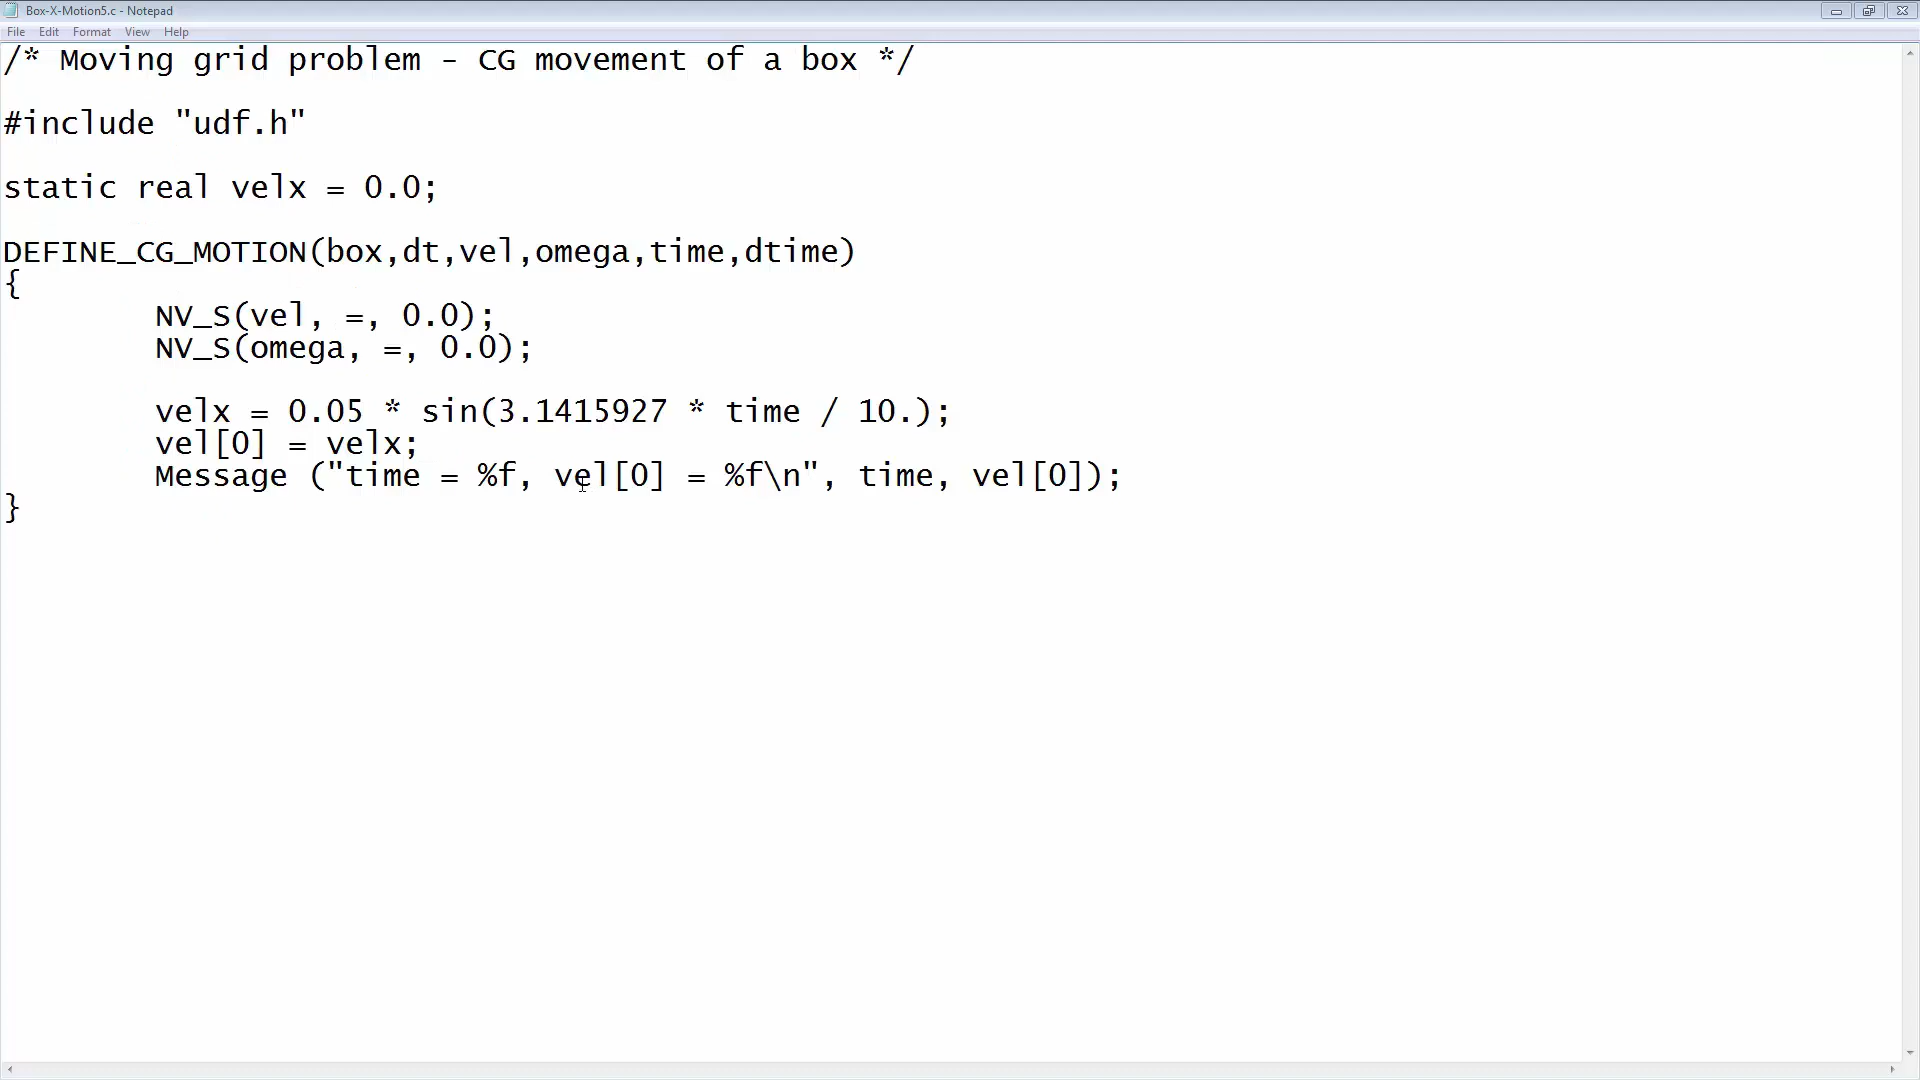 Box-X-Motion5.c - Notepad
File Edit Format View Help
/* Moving grid problem - CG movement of a box */
#include "udf.h"
static real velx = 0.0;
DEFINE_CG_MOTION(box,dt,vel,omega,time,dtime)
{
NV_S(vel, =, 0.0);
NV_S(omega, =, 0.0);
velx = 0.05 * sin(3.1415927 * time / 10.);
vel[0] = velx;
Message ("time = %f, vel[0] = %f\n", time, vel[0]);
}